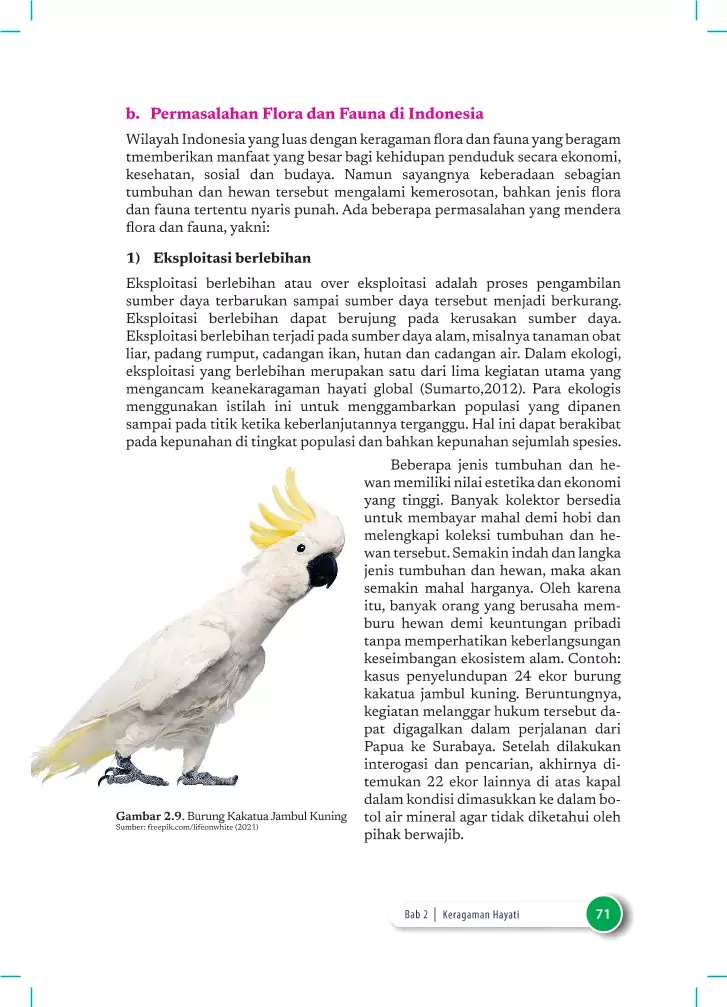 b. Permasalahan Flora dan Fauna di Indonesia
Wilayah Indonesia yang luas dengan keragaman flora dan fauna yang beragam
tmemberikan manfaat yang besar bagi kehidupan penduduk secara ekonomi,
kesehatan, sosial dan budaya. Namun sayangnya keberadaan sebagian
tumbuhan dan hewan tersebut mengalami kemerosotan, bahkan jenis flora
dan fauna tertentu nyaris punah. Ada beberapa permasalahan yang mendera
flora dan fauna, yakni:
1) Eksploitasi berlebihan
Eksploitasi berlebihan atau over eksploitasi adalah proses pengambilan
sumber daya terbarukan sampai sumber daya tersebut menjadi berkurang.
Eksploitasi berlebihan dapat berujung pada kerusakan sumber daya.
Eksploitasi berlebihan terjadi pada sumber daya alam, misalnya tanaman obat
liar, padang rumput, cadangan ikan, hutan dan cadangan air. Dalam ekologi,
eksploitasi yang berlebihan merupakan satu dari lima kegiatan utama yang
mengancam keanekaragaman hayati global (Sumarto,2012). Para ekologis
menggunakan istilah ini untuk menggambarkan populasi yang dipanen
sampai pada titik ketika keberlanjutannya terganggu. Hal ini dapat berakibat
pada kepunahan di tingkat populasi dan bahkan kepunahan sejumlah spesies.
Beberapa jenis tumbuhan dan he-
wan memiliki nilai estetika dan ekonomi
yang tinggi. Banyak kolektor bersedia
untuk membayar mahal demi hobi dan
melengkapi koleksi tumbuhan dan he-
wan tersebut. Semakin indah dan langka
jenis tumbuhan dan hewan, maka akan
semakin mahal harganya. Oleh karena
itu, banyak orang yang berusaha mem-
buru hewan demi keuntungan pribadi
tanpa memperhatikan keberlangsungan
keseimbangan ekosistem alam. Contoh:
kasus penyelundupan 24 ekor burung
kakatua jambul kuning. Beruntungnya,
kegiatan melanggar hukum tersebut da-
pat digagalkan dalam perjalanan dari
Papua ke Surabaya. Setelah dilakukan
interogasi dan pencarian, akhirnya di-
temukan 22 ekor lainnya di atas kapal
dalam kondisi dimasukkan ke dalam bo-
tol air mineral agar tidak diketahui oleh
pihak berwajib.
Gambar 2.9. Burung Kakatua Jambul Kuning
Sumber: freepik.com/lifeonwhite (2021)
Bab 2 | Keragaman Hayati 71